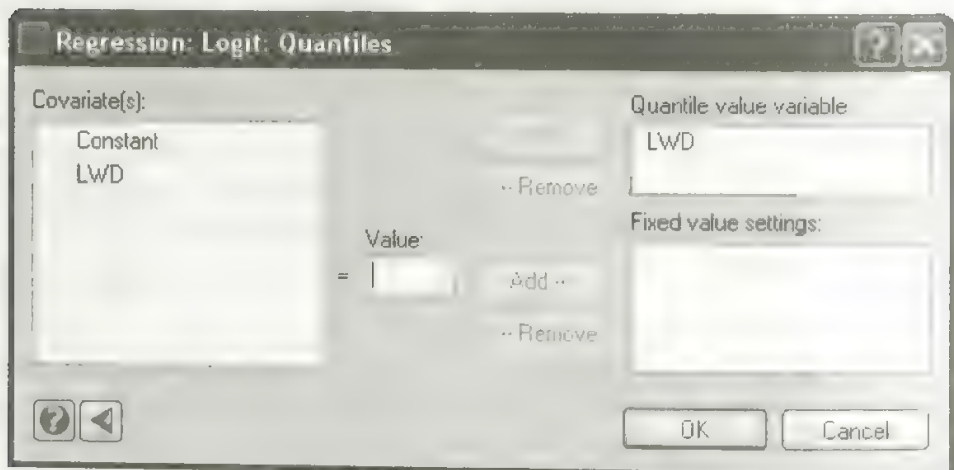 Regression: Logit: Quantiles
Covariate(s):
Constant
LWD
Value:
=
Add --
-- Remove
Quantile value variable
LWD
-- Remove
Fixed value settings:
OK
Cancel